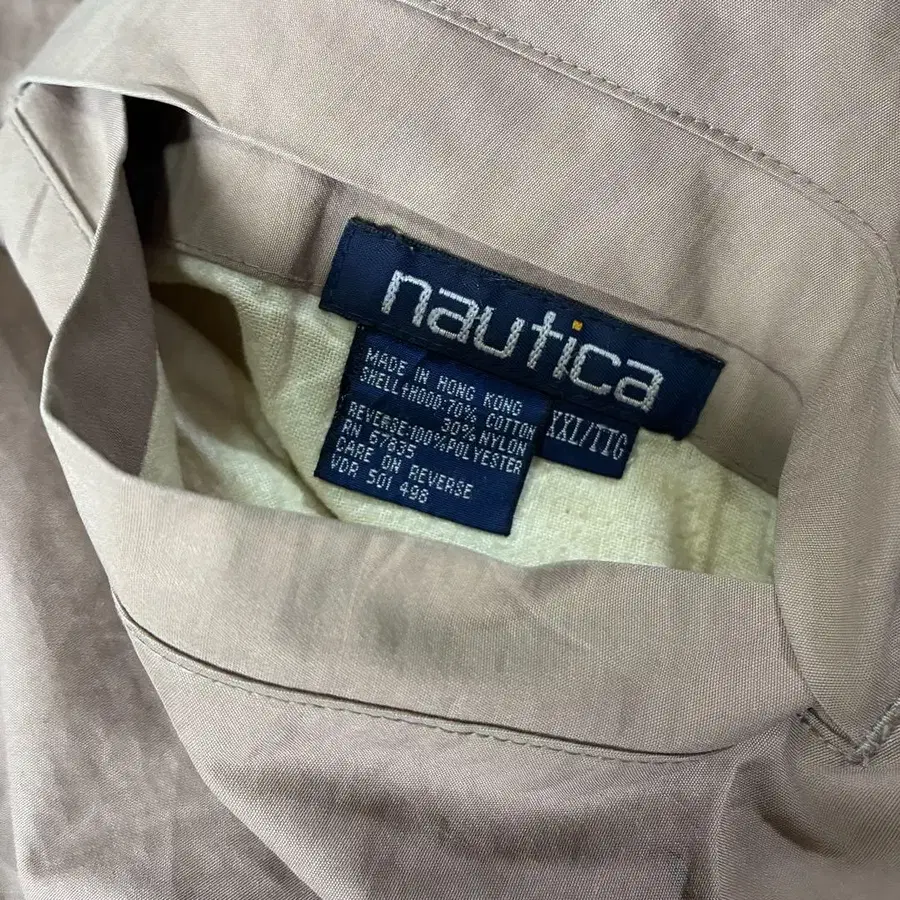 nautica
MADE IN HONG KONG
SHELL+HOOD:70% COTTON
30% NYLON
REVERSE:100%POLYESTER
RN 67835
CARE ON REVERSE
VDR 501 498
XXL/TTG